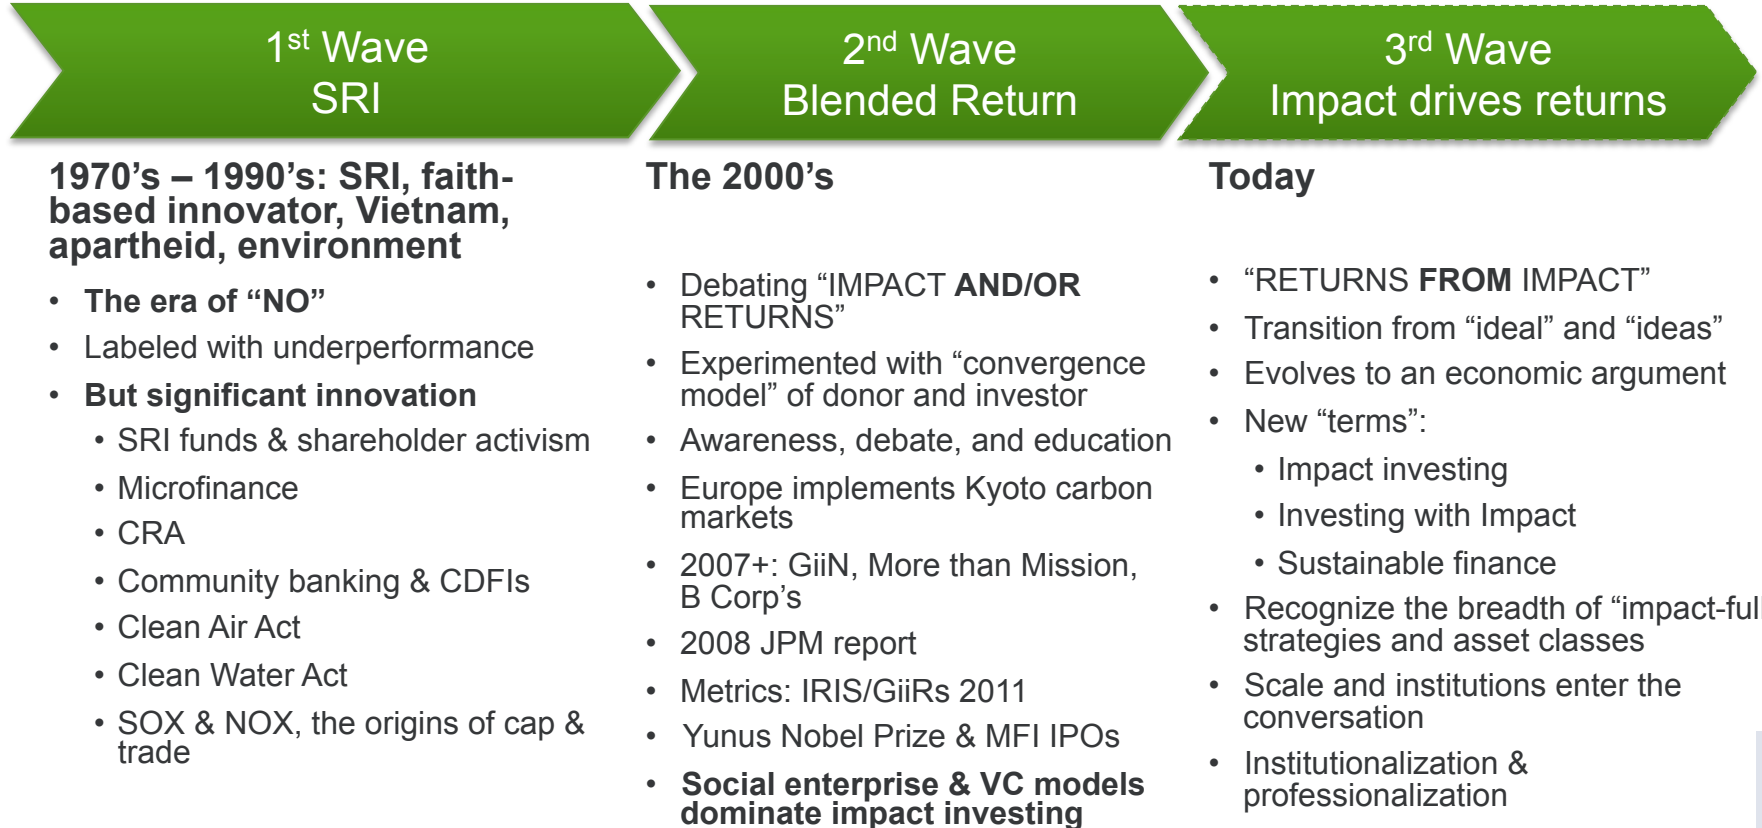 1st Wave
SRI
2nd Wave
Blended Return
3rd Wave
Impact drives returns
1970’s – 1990’s: SRI, faith-
based innovator, Vietnam,
apartheid, environment
• The era of “NO”
• Labeled with underperformance
• But significant innovation
• SRI funds & shareholder activism
• Microfinance
• CRA
• Community banking & CDFIs
• Clean Air Act
• Clean Water Act
• SOX & NOX, the origins of cap &
trade
The 2000’s
• Debating “IMPACT AND/OR
RETURNS”
• Experimented with “convergence
model” of donor and investor
• Awareness, debate, and education
• Europe implements Kyoto carbon
markets
• 2007+: GiiN, More than Mission,
B Corp’s
• 2008 JPM report
• Metrics: IRIS/GiiRs 2011
• Yunus Nobel Prize & MFI IPOs
• Social enterprise & VC models
dominate impact investing
Today
• “RETURNS FROM IMPACT”
• Transition from “ideal” and “ideas”
• Evolves to an economic argument
• New “terms”:
• Impact investing
• Investing with Impact
• Sustainable finance
• Recognize the breadth of “impact-full
strategies and asset classes
• Scale and institutions enter the
conversation
• Institutionalization &
professionalization